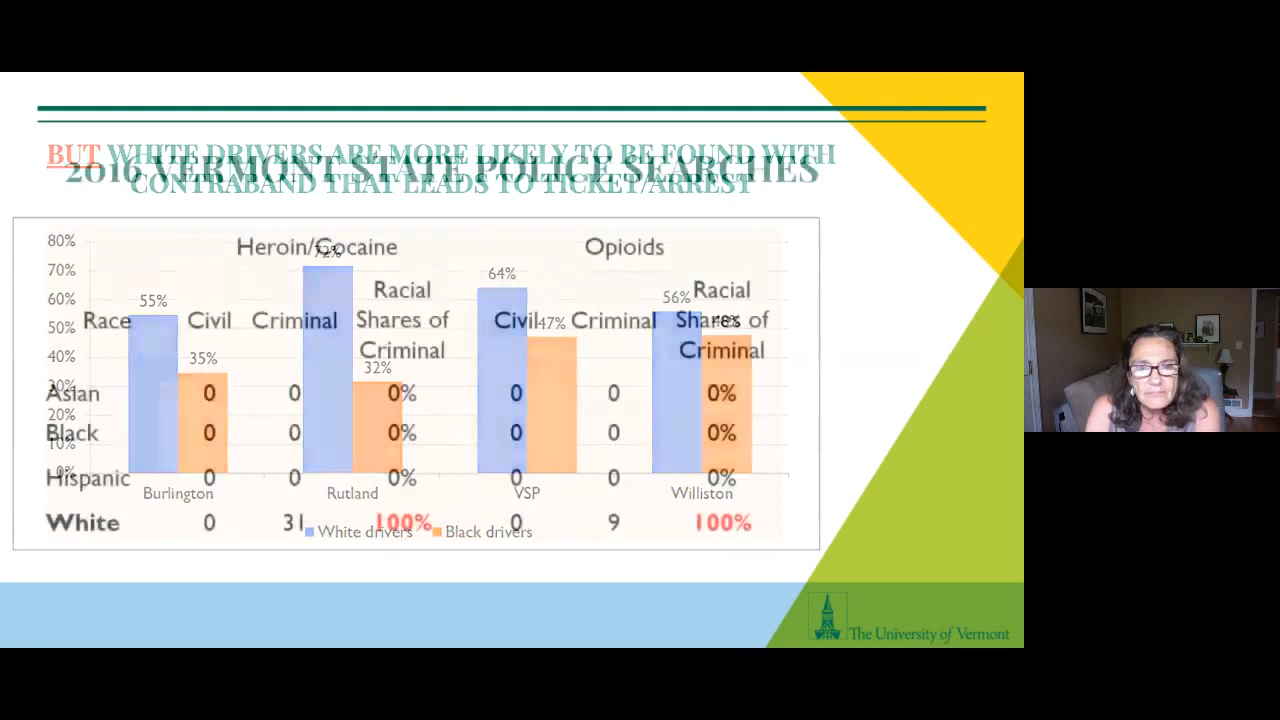 BUT WHITE DRIVERS ARE MORE LIKELY TO BE FOUND WITH
CONTRABAND THAT LEADS TO TICKET/ARREST
2016 VERMONT STATE POLICE SEARCHES
80%
70%
60%
50%
40%
30%
20%
10%
0%
55%
35%
72%
32%
64%
47%
56%
48%
Burlington
Rutland
VSP
Williston
White drivers
Black drivers
Heroin/Cocaine
Opioids
Race Civil Criminal Racial Shares of Criminal Civil Criminal Racial Shares of Criminal
Asian 0 0 0% 0 0 0%
Black 0 0 0% 0 0 0%
Hispanic 0 0 0% 0 0 0%
White 0 31 100% 0 9 100%
The University of Vermont